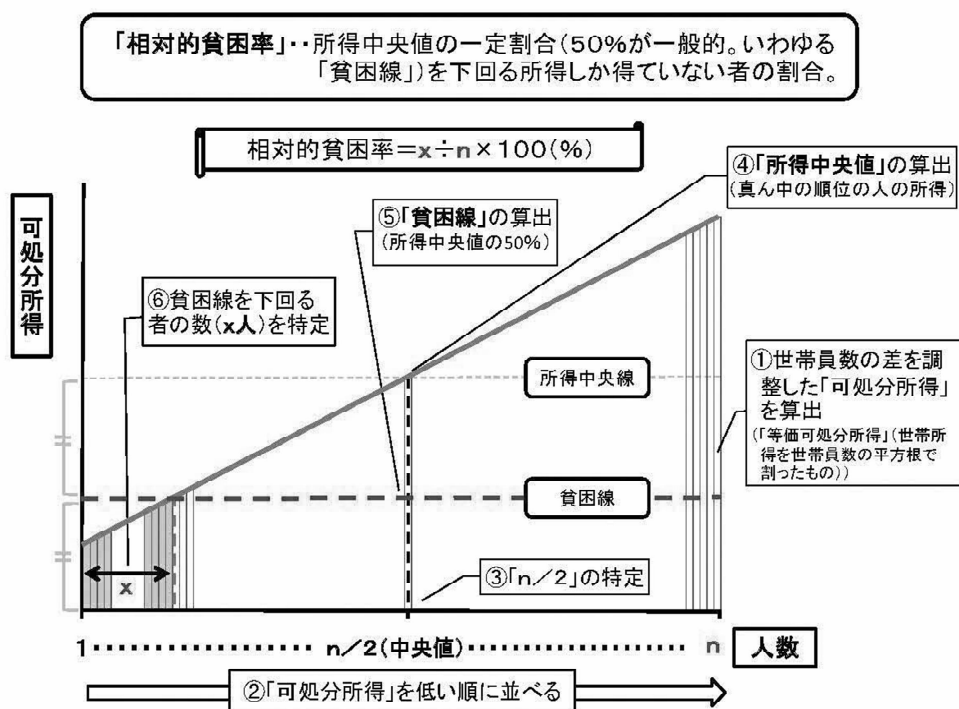 「相対的貧困率」‥所得中央値の一定割合(50%が一般的。いわゆる
「貧困線」)を下回る所得しか得ていない者の割合。
相対的貧困率=x÷n×100(%)
④「所得中央値」の算出
(真ん中の順位の人の所得)
⑤「貧困線」の算出
(所得中央値の50%)
可処分所得
⑥貧困線を下回る
者の数(x人)を特定
所得中央線
①世帯員数の差を調
整した「可処分所得」
を算出
(「等価可処分所得」(世帯所
得を世帯員数の平方根で
割ったもの))
貧困線
x
③「n/2」の特定
1‥‥‥‥‥‥‥n/2(中央値)‥‥‥‥‥‥‥n
人数
②「可処分所得」を低い順に並べる